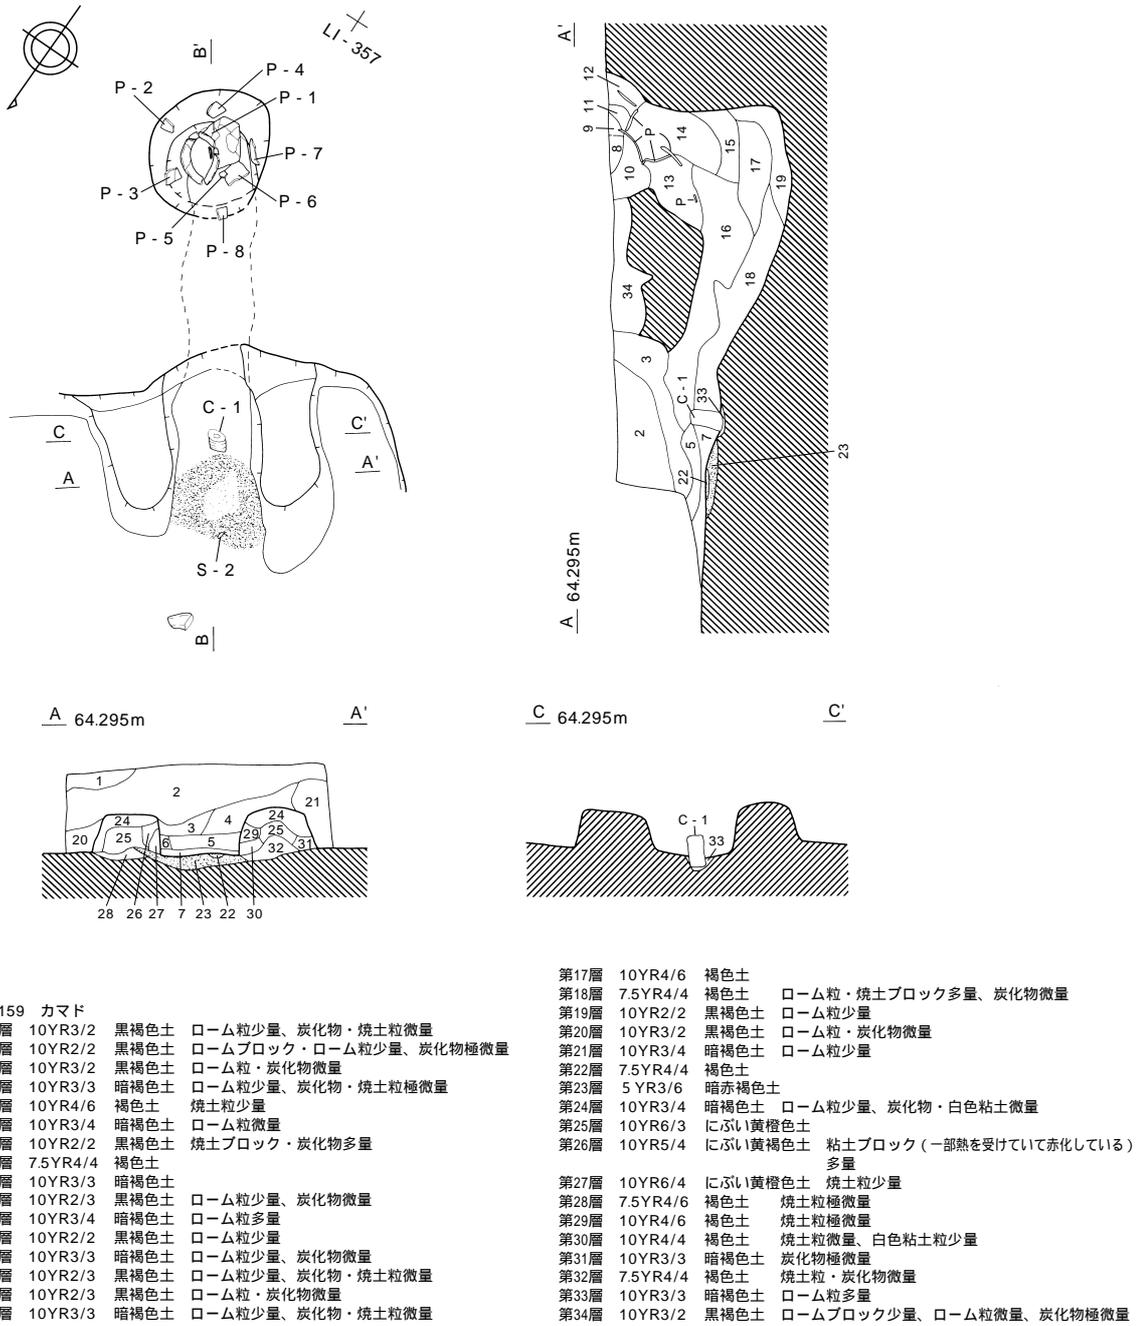 LI-357
B'
P-4
P-2
P-1
P-7
P-3
P-6
P-5
P-8
C-1
C
C'
A
A'
S-2
B
A'
12
11
9
8
P
14
15
17
19
10
13
P
16
18
34
3
C-1
33
2
5
7
22
23
A 64.295m
A 64.295m A'
1
2
21
4
3
24
24
20
25
6
5
29
25
32
31
28 26 27 7 23 22 30
C 64.295m C'
C-1
33
159 カマド
層 10YR3/2 黒褐色土 ローム粒少量、炭化物・焼土粒微量
層 10YR2/2 黒褐色土 ロームブロック・ローム粒少量、炭化物極微量
層 10YR3/2 黒褐色土 ローム粒・炭化物微量
層 10YR3/3 暗褐色土 ローム粒少量、炭化物・焼土粒極微量
層 10YR4/6 褐色土 焼土粒少量
層 10YR3/4 暗褐色土 ローム粒微量
層 10YR2/2 黒褐色土 焼土ブロック・炭化物多量
層 7.5YR4/4 褐色土
層 10YR3/3 暗褐色土
層 10YR2/3 黒褐色土 ローム粒少量、炭化物微量
層 10YR3/4 暗褐色土 ローム粒多量
層 10YR2/2 黒褐色土 ローム粒少量
層 10YR3/3 暗褐色土 ローム粒少量、炭化物微量
層 10YR2/3 黒褐色土 ローム粒少量、炭化物・焼土粒微量
層 10YR2/3 黒褐色土 ローム粒・炭化物微量
層 10YR3/3 暗褐色土 ローム粒少量、炭化物・焼土粒微量
第17層 10YR4/6 褐色土
第18層 7.5YR4/4 褐色土 ローム粒・焼土ブロック多量、炭化物微量
第19層 10YR2/2 黒褐色土 ローム粒少量
第20層 10YR3/2 黒褐色土 ローム粒・炭化物微量
第21層 10YR3/4 暗褐色土 ローム粒少量
第22層 7.5YR4/4 褐色土
第23層 5YR3/6 暗赤褐色土
第24層 10YR3/4 暗褐色土 ローム粒少量、炭化物・白色粘土微量
第25層 10YR6/3 にぶい黄橙色土
第26層 10YR5/4 にぶい黄褐色土 粘土ブロック(一部熱を受けていて赤化している)
多量
第27層 10YR6/4 にぶい黄橙色土 焼土粒少量
第28層 7.5YR4/6 褐色土 焼土粒極微量
第29層 10YR4/6 褐色土 焼土粒極微量
第30層 10YR4/4 褐色土 焼土粒微量、白色粘土粒少量
第31層 10YR3/3 暗褐色土 炭化物極微量
第32層 7.5YR4/4 褐色土 焼土粒・炭化物微量
第33層 10YR3/3 暗褐色土 ローム粒多量
第34層 10YR3/2 黒褐色土 ロームブロック少量、ローム粒微量、炭化物極微量